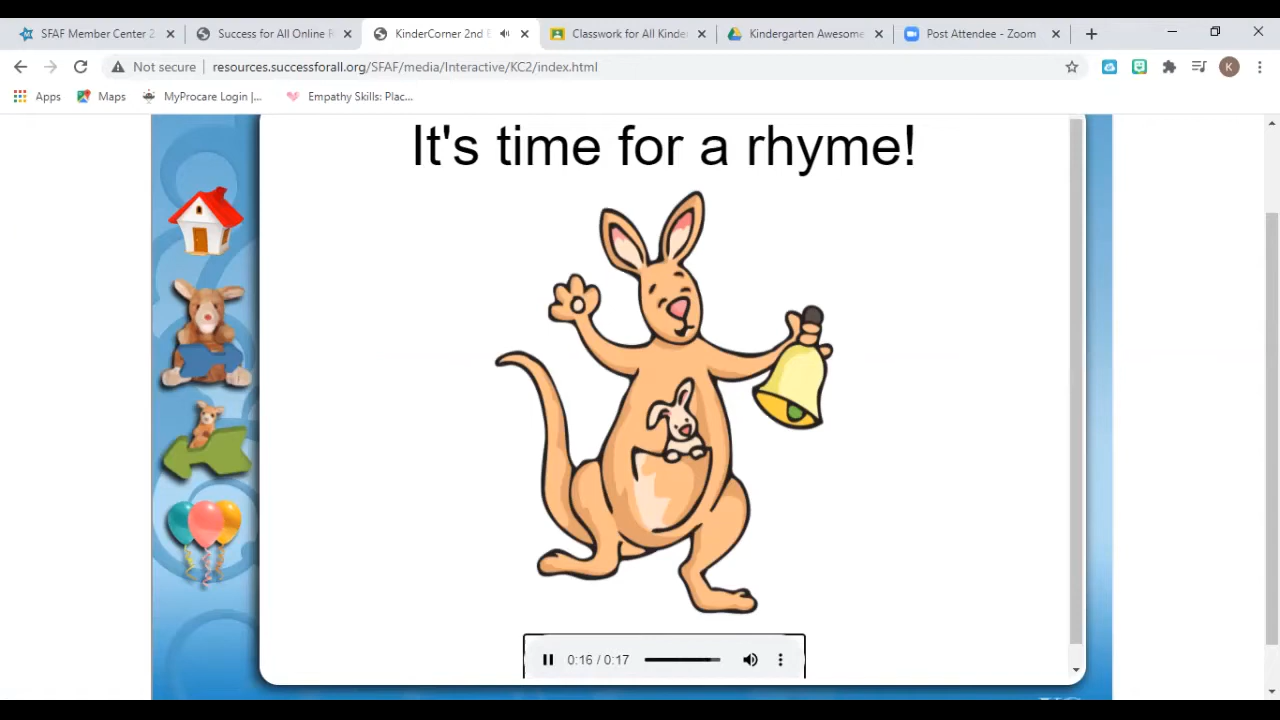 SFAF Member Center 2
Success for All Online R
KinderCorner 2nd E
Classwork for All Kinder
Kindergarten Awesome
Post Attendee - Zoom
Not secure
resources.successforall.org/SFAF/media/Interactive/KC2/index.html
K
Apps
Maps
MyProcare Login |...
Empathy Skills: Plac...
It's time for a rhyme!
0:16 / 0:17